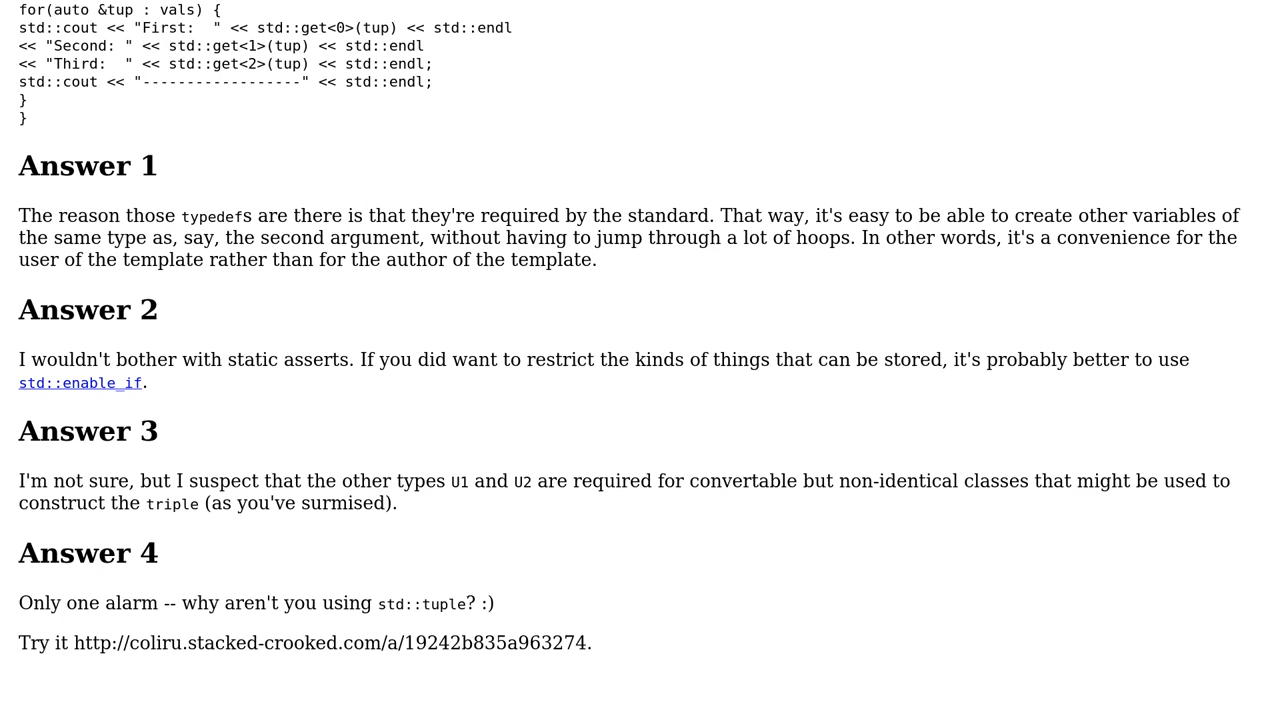 for(auto &tup : vals) {
std::cout << "First:  " << std::get<0>(tup) << std::endl
<< "Second: " << std::get<1>(tup) << std::endl
<< "Third:  " << std::get<2>(tup) << std::endl;
std::cout << "------------------" << std::endl;
}
}
Answer 1
The reason those typedefs are there is that they're required by the standard. That way, it's easy to be able to create other variables of
the same type as, say, the second argument, without having to jump through a lot of hoops. In other words, it's a convenience for the
user of the template rather than for the author of the template.
Answer 2
I wouldn't bother with static asserts. If you did want to restrict the kinds of things that can be stored, it's probably better to use
std::enable_if.
Answer 3
I'm not sure, but I suspect that the other types U1 and U2 are required for convertable but non-identical classes that might be used to
construct the triple (as you've surmised).
Answer 4
Only one alarm -- why aren't you using std::tuple? :)
Try it http://coliru.stacked-crooked.com/a/19242b835a963274.